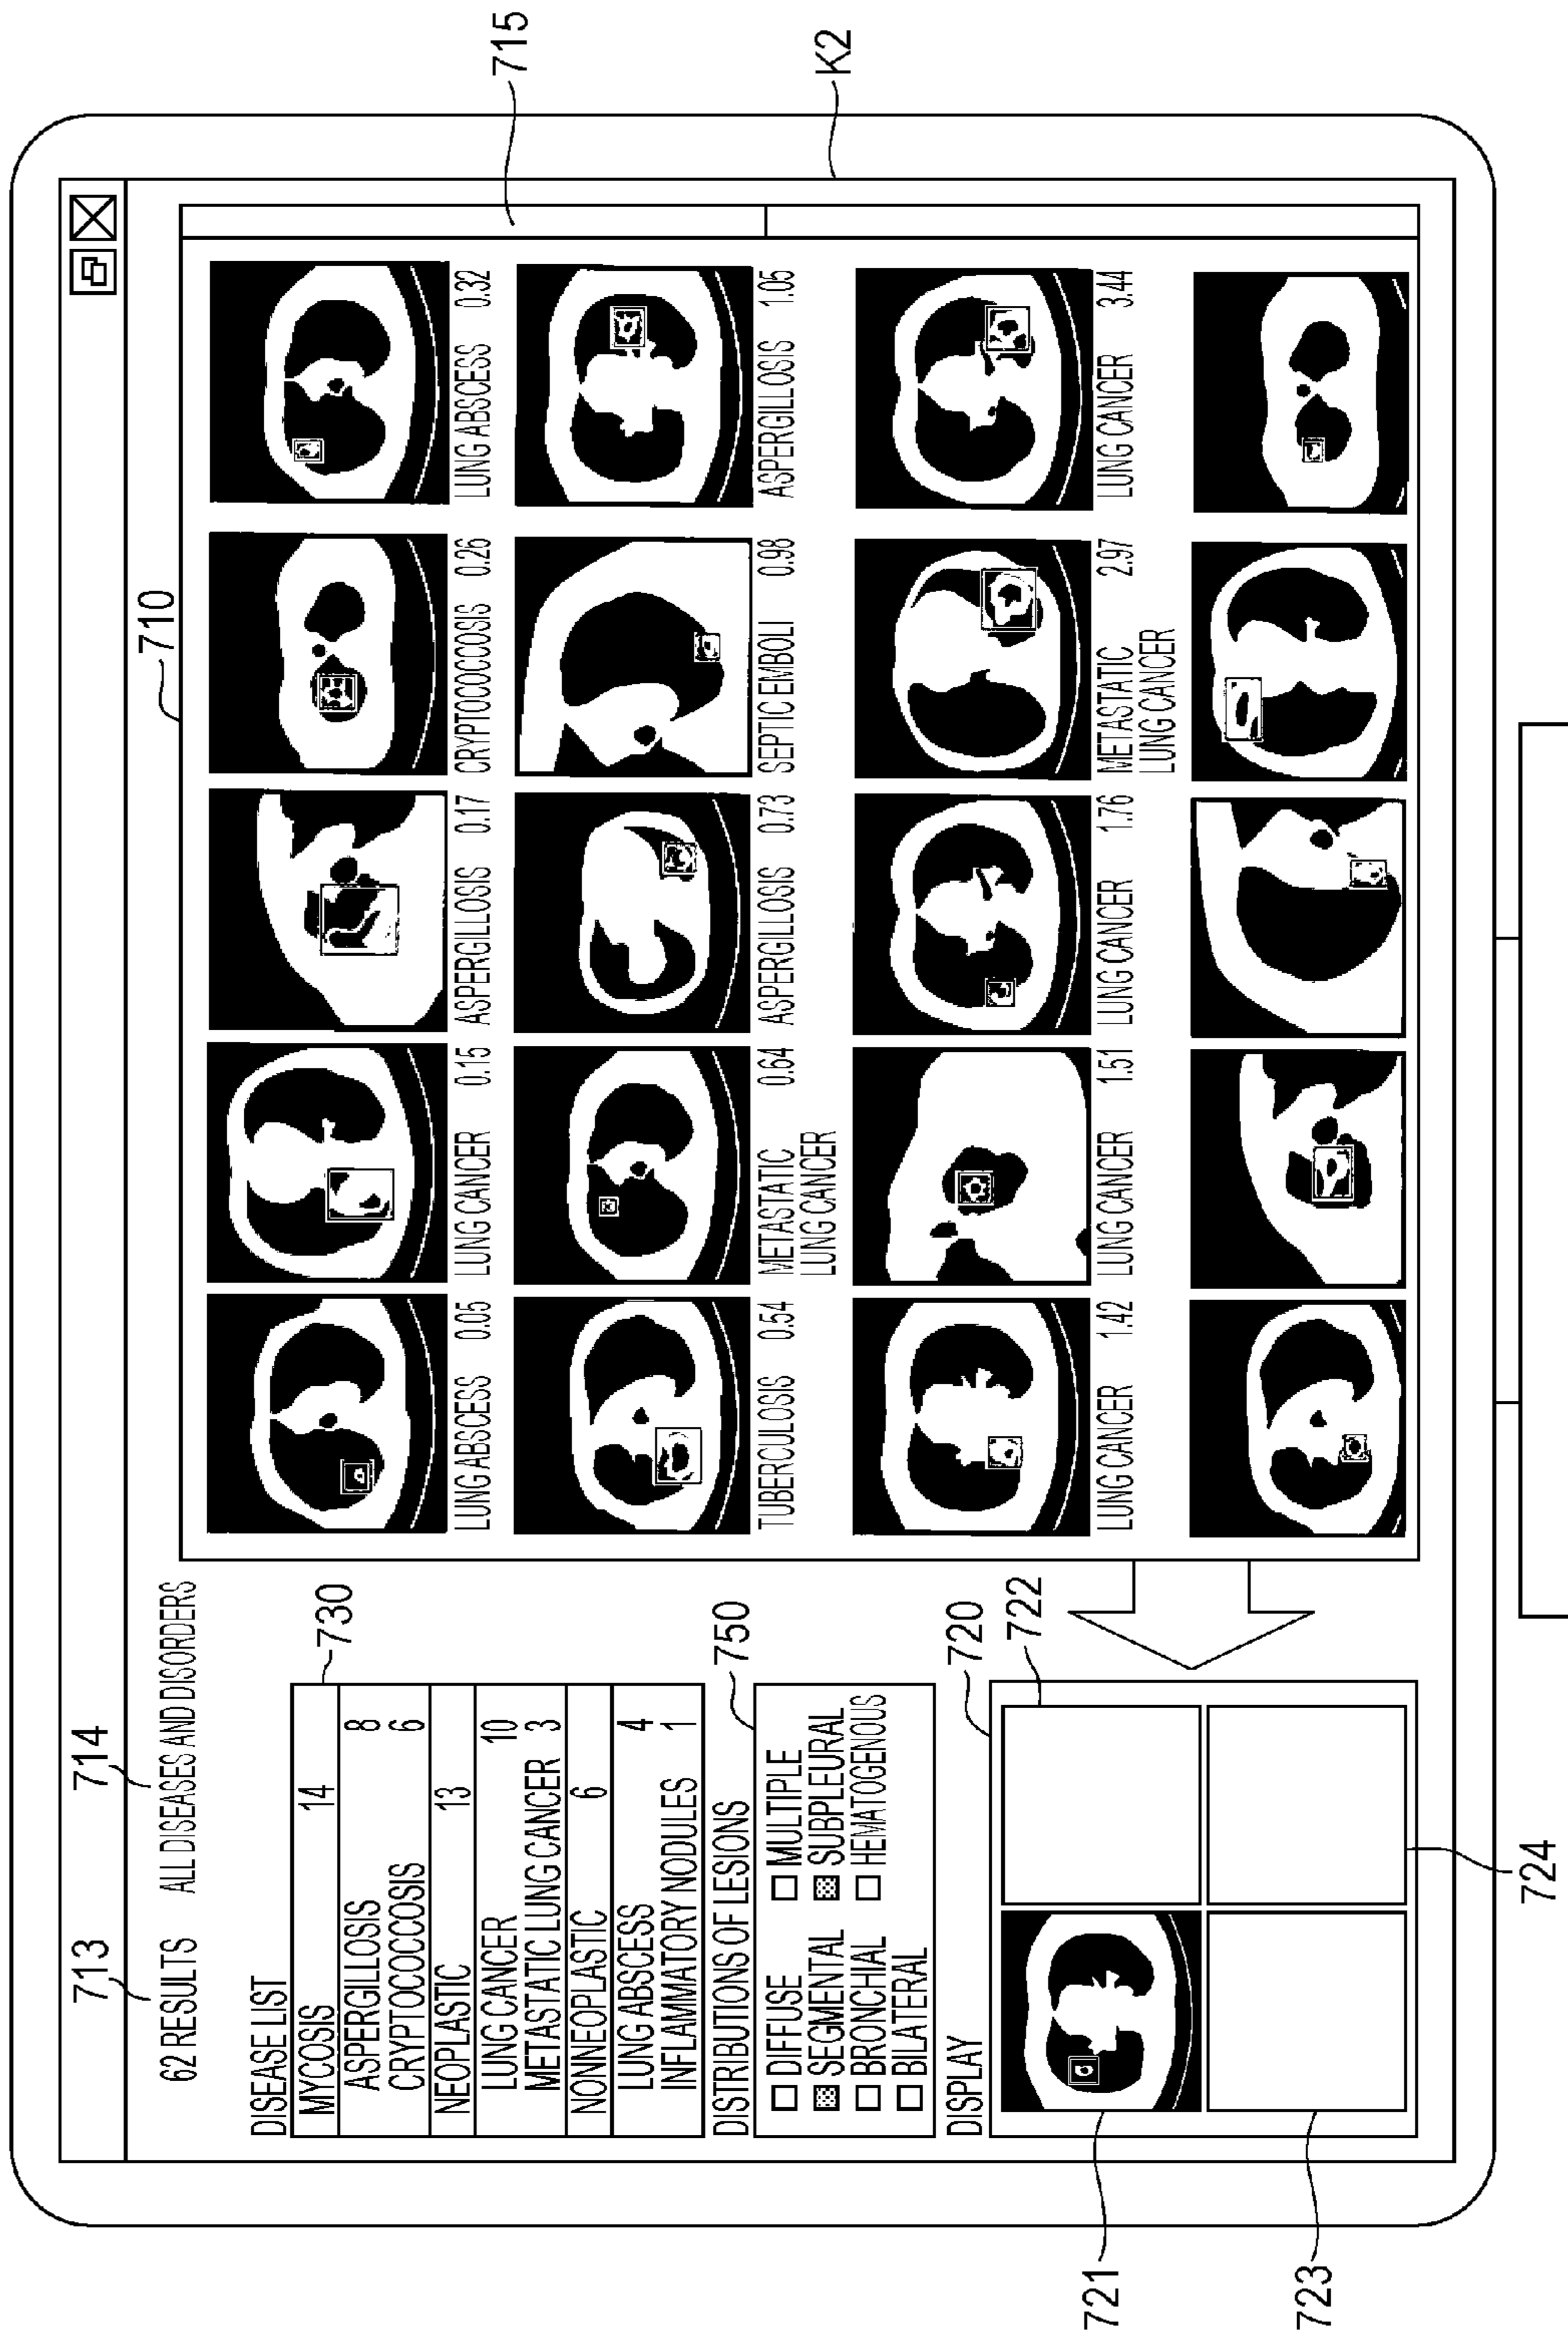 713
714
62 RESULTS ALL DISEASES AND DISORDERS
710
DISEASE LIST
730
MYCOSIS 14
ASPERGILLOSIS 8
CRYPTOCOCCOSIS 6
NEOPLASTIC 13
LUNG CANCER 10
METASTATIC LUNG CANCER 3
NONNEOPLASTIC 6
LUNG ABSCESS 4
INFLAMMATORY NODULES 1
DISTRIBUTIONS OF LESIONS
750
DIFFUSE MULTIPLE
SEGMENTAL SUBPLEURAL
BRONCHIAL HEMATOGENOUS
BILATERAL
DISPLAY
720
722
721
723
724
LUNG ABSCESS 0.05
LUNG CANCER 0.15
ASPERGILLOSIS 0.17
CRYPTOCOCCOSIS 0.26
LUNG ABSCESS 0.32
TUBERCULOSIS 0.54
METASTATIC 0.64
LUNG CANCER
ASPERGILLOSIS 0.73
SEPTIC EMBOLI 0.98
ASPERGILLOSIS 1.05
LUNG CANCER 1.42
LUNG CANCER 1.51
LUNG CANCER 1.76
METASTATIC 2.97
LUNG CANCER
LUNG CANCER 3.44
715
K2